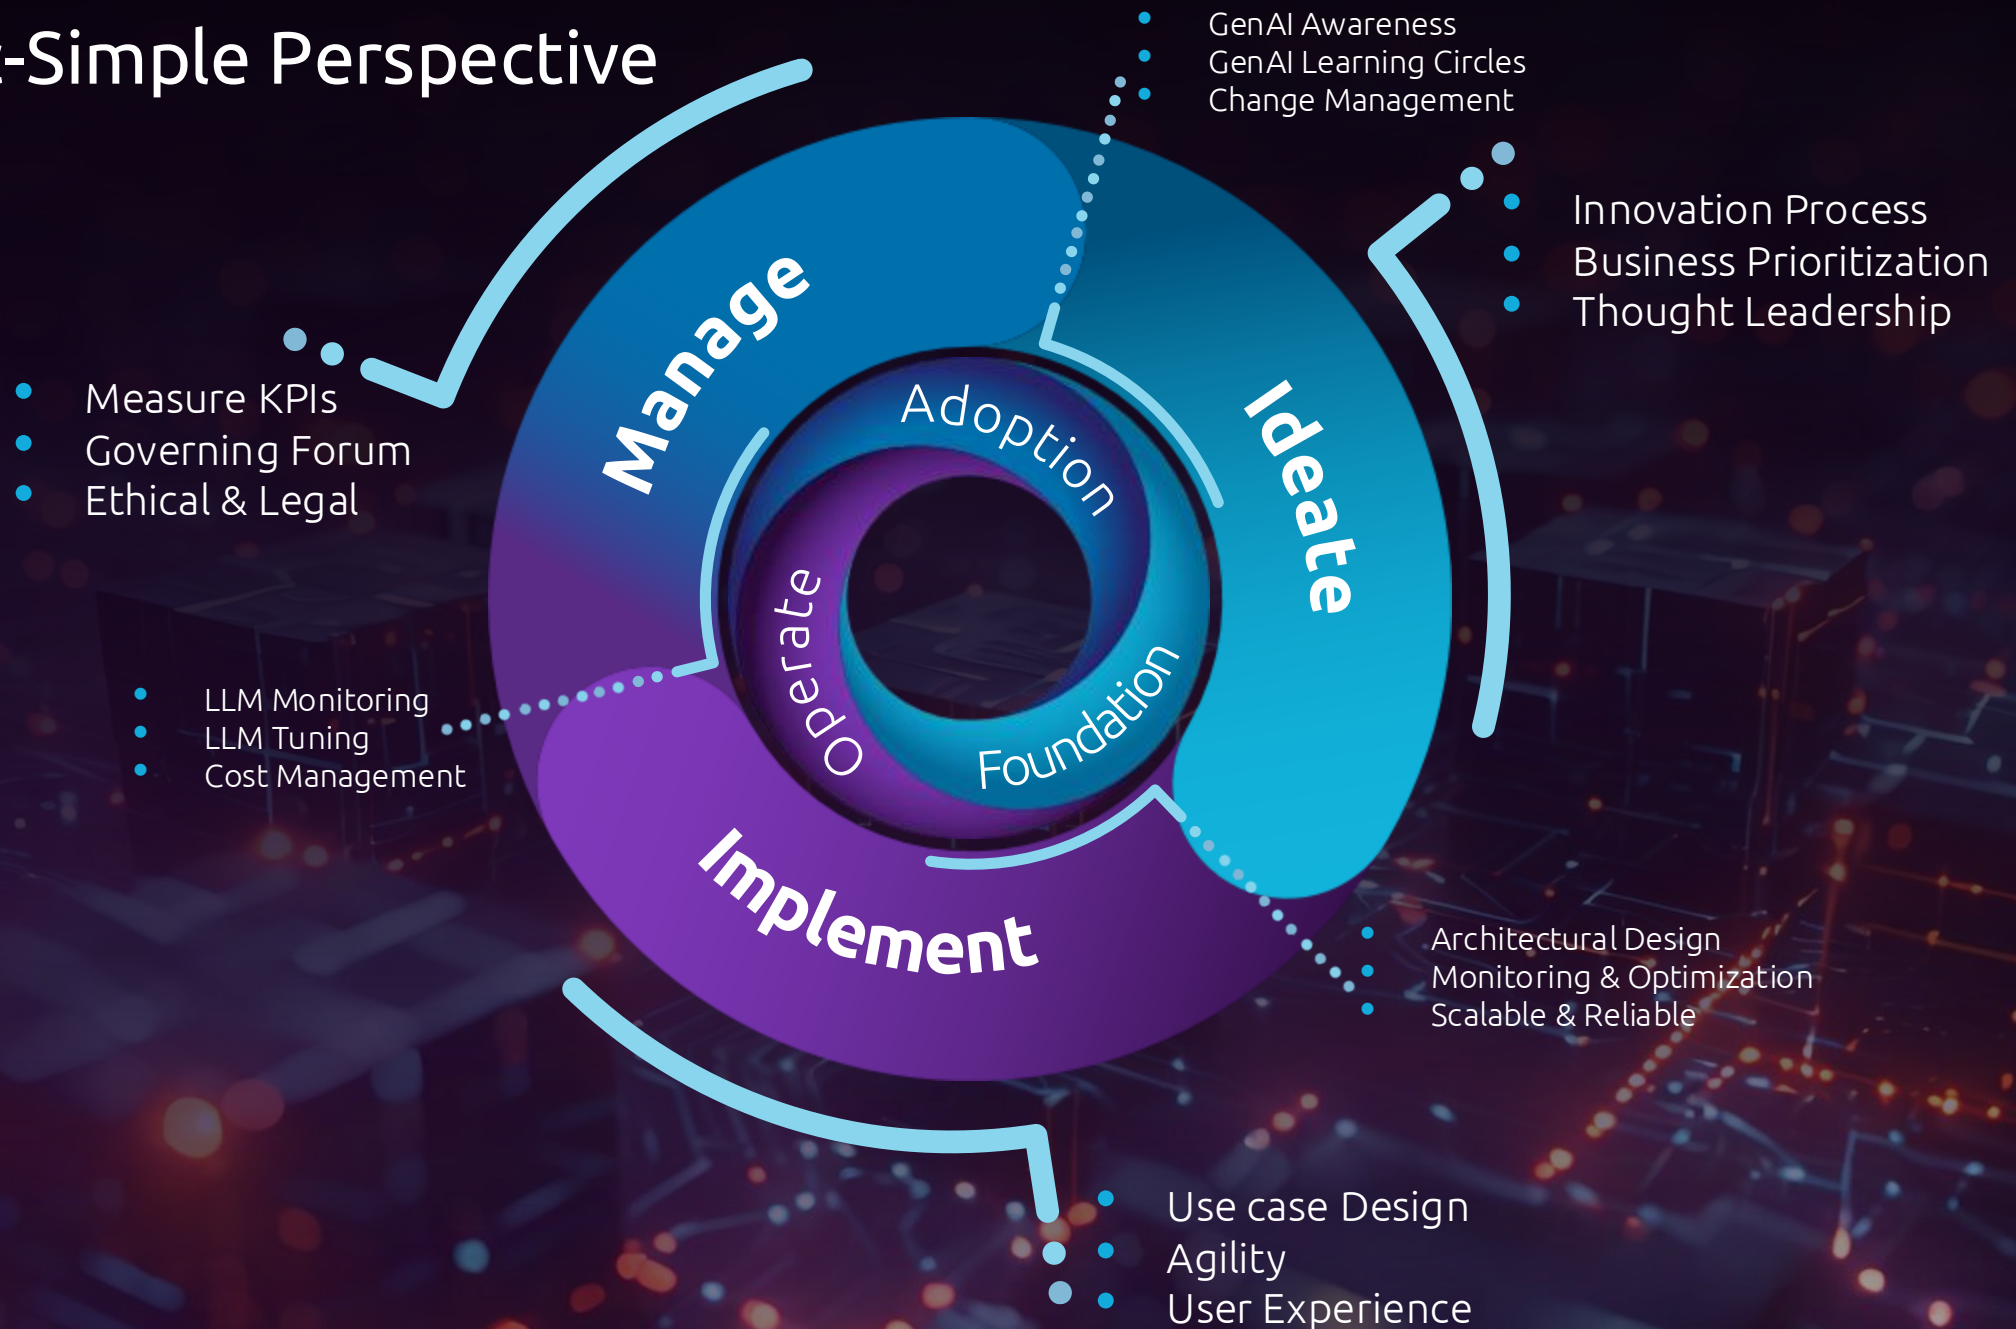 -Simple Perspective
GenAI Awareness
GenAI Learning Circles
Change Management
Innovation Process
Business Prioritization
Thought Leadership
Manage
Ideate
Implement
Adoption
Foundation
Operate
Measure KPIs
Governing Forum
Ethical & Legal
LLM Monitoring
LLM Tuning
Cost Management
Architectural Design
Monitoring & Optimization
Scalable & Reliable
Use case Design
Agility
User Experience